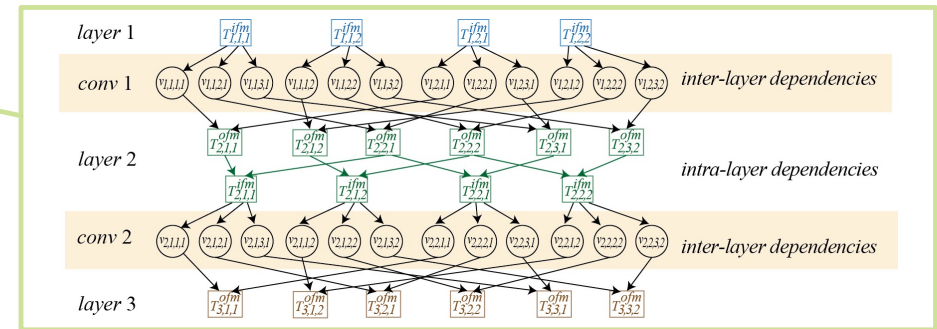 layer 1 T^{ifm}_{1,1,1} T^{ifm}_{1,1,2} T^{ifm}_{1,2,1} T^{ifm}_{1,2,2}
conv 1 v_{1,1,1,1} v_{1,1,2,1} v_{1,1,3,1} v_{1,1,1,2} v_{1,1,2,2} v_{1,1,3,2} v_{1,2,1,1} v_{1,2,2,1} v_{1,2,3,1} v_{1,2,1,2} v_{1,2,2,2} v_{1,2,3,2} inter-layer dependencies
T^{ofm}_{2,1,1} T^{ofm}_{2,1,2} T^{ofm}_{2,2,1} T^{ofm}_{2,2,2} T^{ofm}_{2,3,1} T^{ofm}_{2,3,2}
layer 2 intra-layer dependencies
T^{ifm}_{2,1,1} T^{ifm}_{2,1,2} T^{ifm}_{2,2,1} T^{ifm}_{2,2,2}
conv 2 v_{2,1,1,1} v_{2,1,2,1} v_{2,1,3,1} v_{2,1,1,2} v_{2,1,2,2} v_{2,1,3,2} v_{2,2,1,1} v_{2,2,2,1} v_{2,2,3,1} v_{2,2,1,2} v_{2,2,2,2} v_{2,2,3,2} inter-layer dependencies
layer 3 T^{ofm}_{3,1,1} T^{ofm}_{3,1,2} T^{ofm}_{3,2,1} T^{ofm}_{3,2,2} T^{ofm}_{3,3,1} T^{ofm}_{3,3,2}